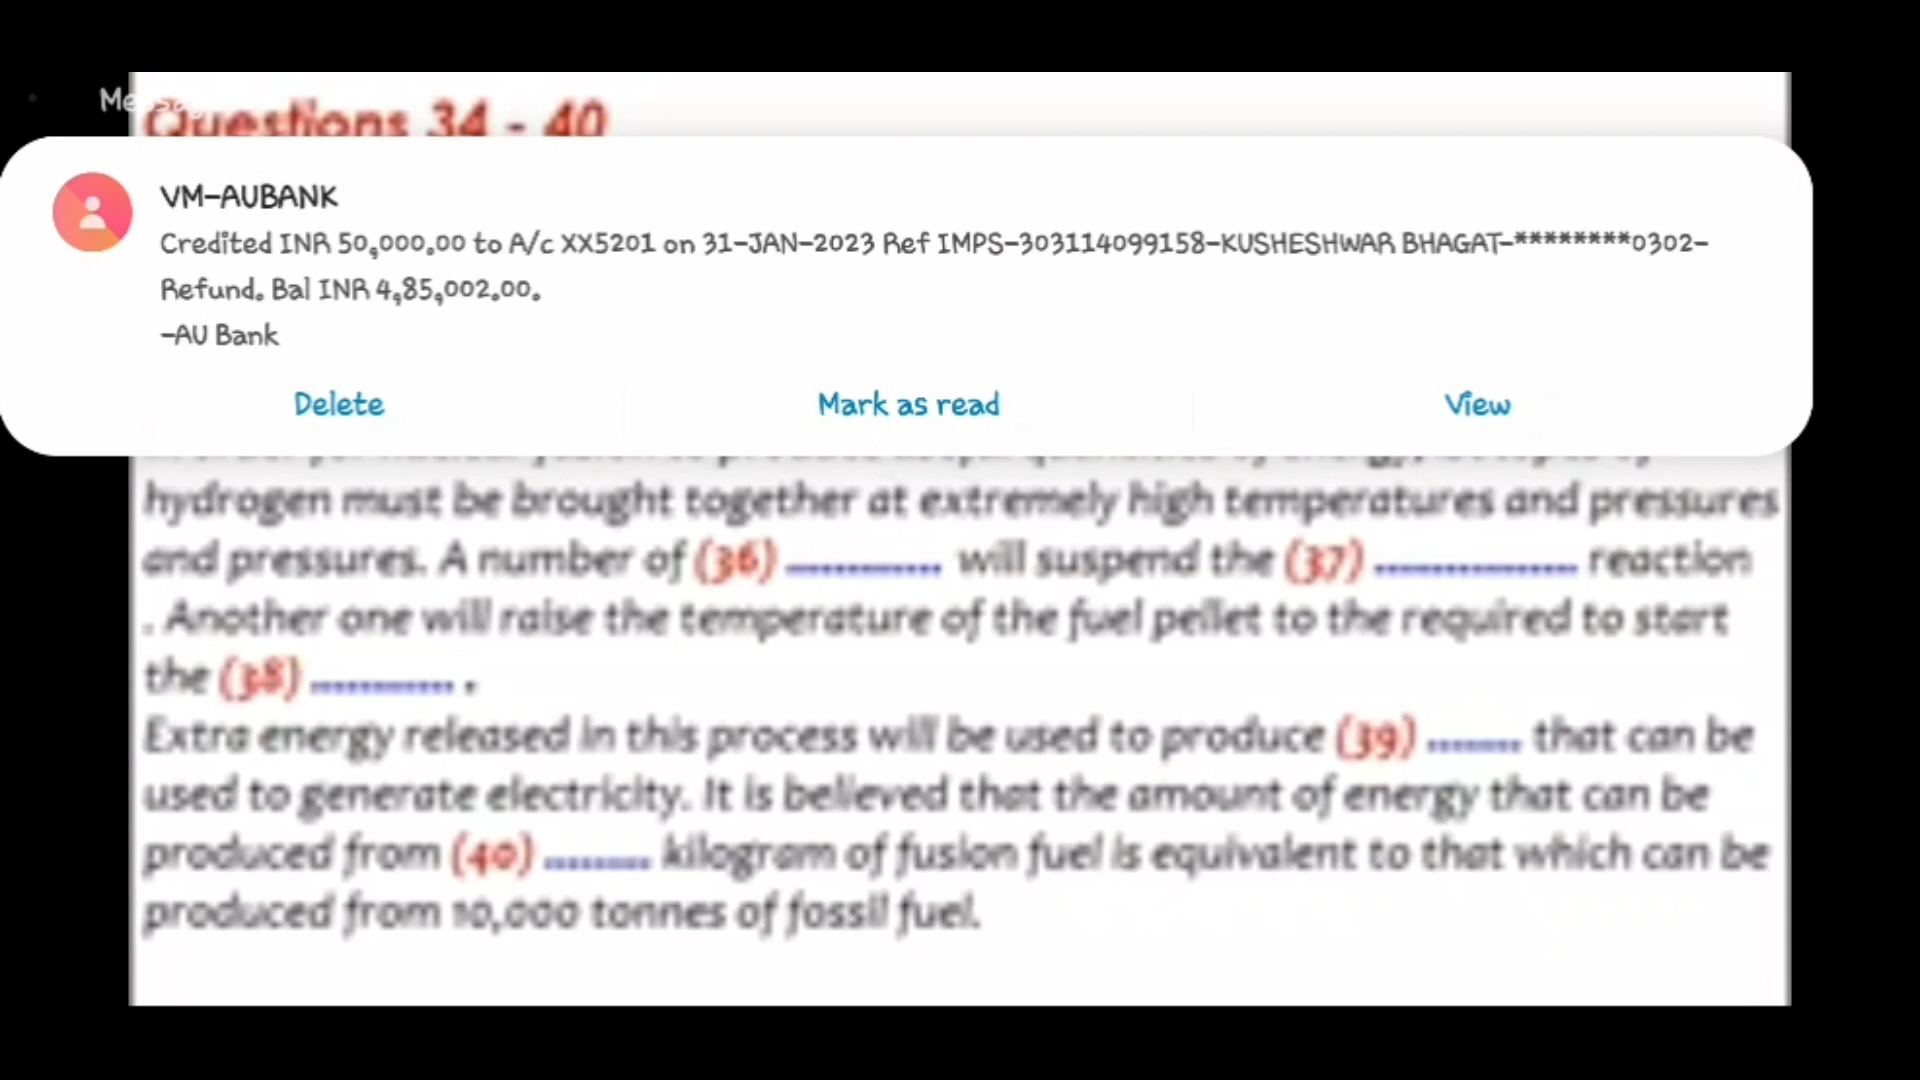 Questions 34 - 40
VM-AUBANK
Credited INR 50,000.00 to A/c XX5201 on 31-JAN-2023 Ref IMPS-303114099158-KUSHESHWAR BHAGAT-********0302-
Refund. Bal INR 4,85,002.00.
-AU Bank
Delete Mark as read View
hydrogen must be brought together at extremely high temperatures and pressures
and pressures. A number of (36) ............. will suspend the (37) ................. reaction
. Another one will raise the temperature of the fuel pellet to the required to start
the (38) ............ .
Extra energy released in this process will be used to produce (39) ........ that can be
used to generate electricity. It is believed that the amount of energy that can be
produced from (40) ......... kilogram of fusion fuel is equivalent to that which can be
produced from 10,000 tonnes of fossil fuel.